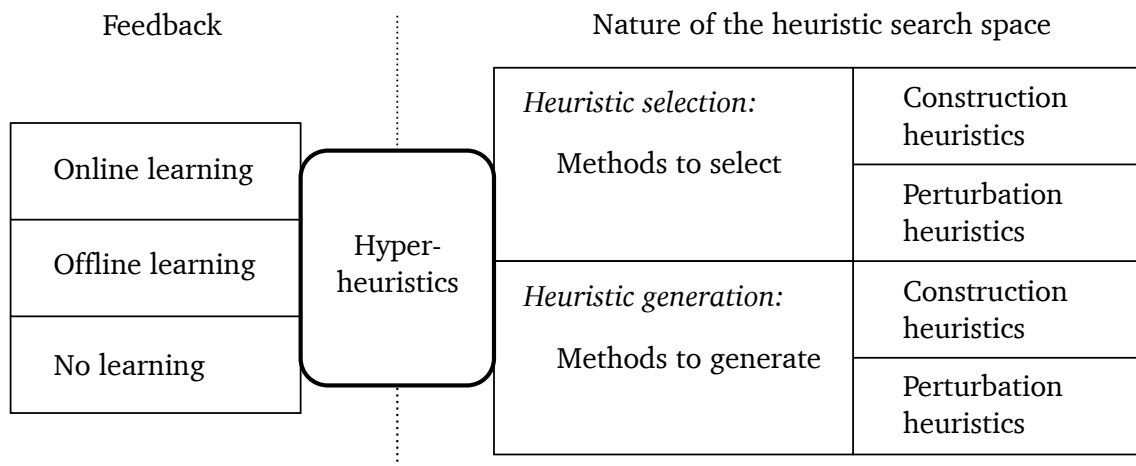 Feedback
Nature of the heuristic search space
Online learning
Offline learning
No learning
Hyper-
heuristics
Heuristic selection:
Methods to select
Construction
heuristics
Perturbation
heuristics
Heuristic generation:
Methods to generate
Construction
heuristics
Perturbation
heuristics